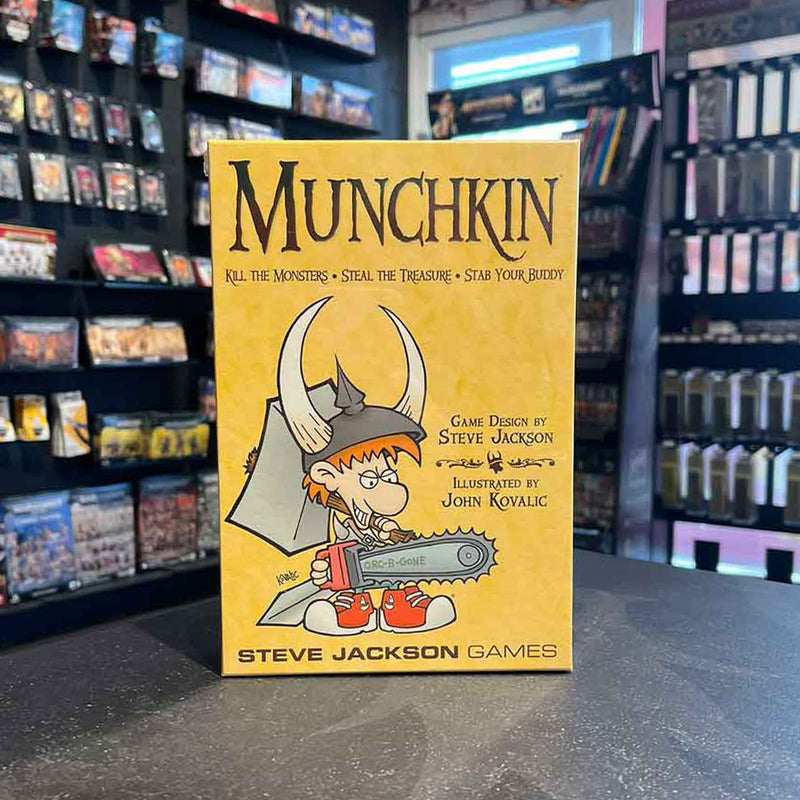 MUNCHKIN
KILL THE MONSTERS • STEAL THE TREASURE • STAB YOUR BUDDY
GAME DESIGN BY
STEVE JACKSON
ILLUSTRATED BY
JOHN KOVALIC
ORC-B-GONE
KOVALIC
STEVE JACKSON GAMES